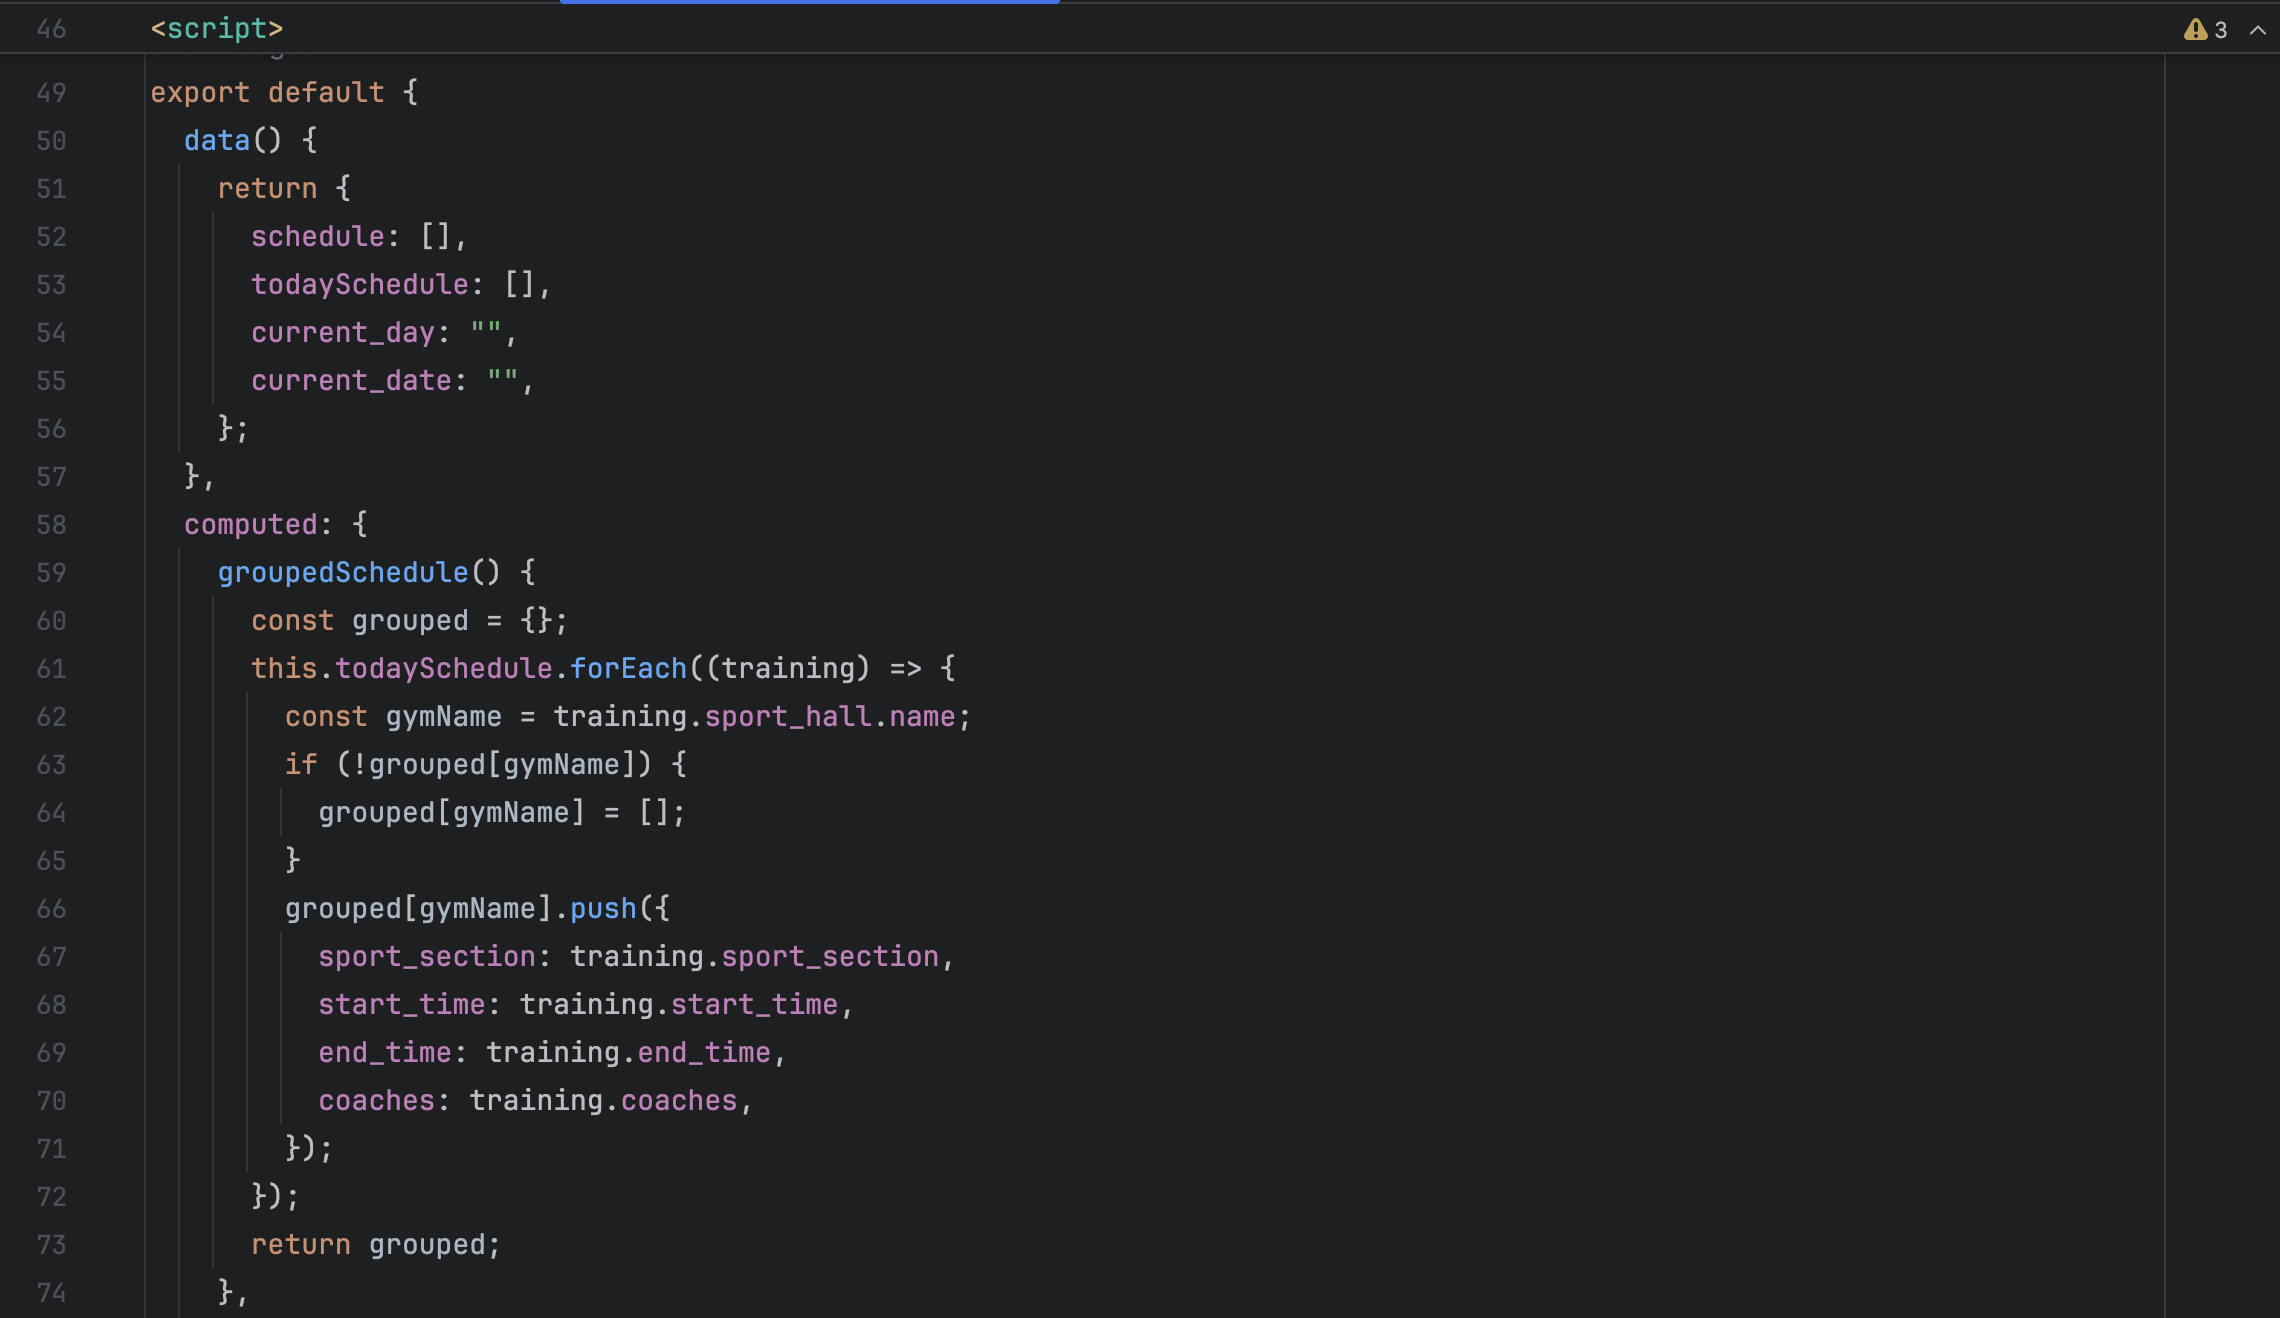 46 <script>
3
49 export default {
50   data() {
51     return {
52       schedule: [],
53       todaySchedule: [],
54       current_day: "",
55       current_date: "",
56     };
57   },
58   computed: {
59     groupedSchedule() {
60       const grouped = {};
61       this.todaySchedule.forEach((training) => {
62         const gymName = training.sport_hall.name;
63         if (!grouped[gymName]) {
64           grouped[gymName] = [];
65         }
66         grouped[gymName].push({
67           sport_section: training.sport_section,
68           start_time: training.start_time,
69           end_time: training.end_time,
70           coaches: training.coaches,
71         });
72       });
73       return grouped;
74     },